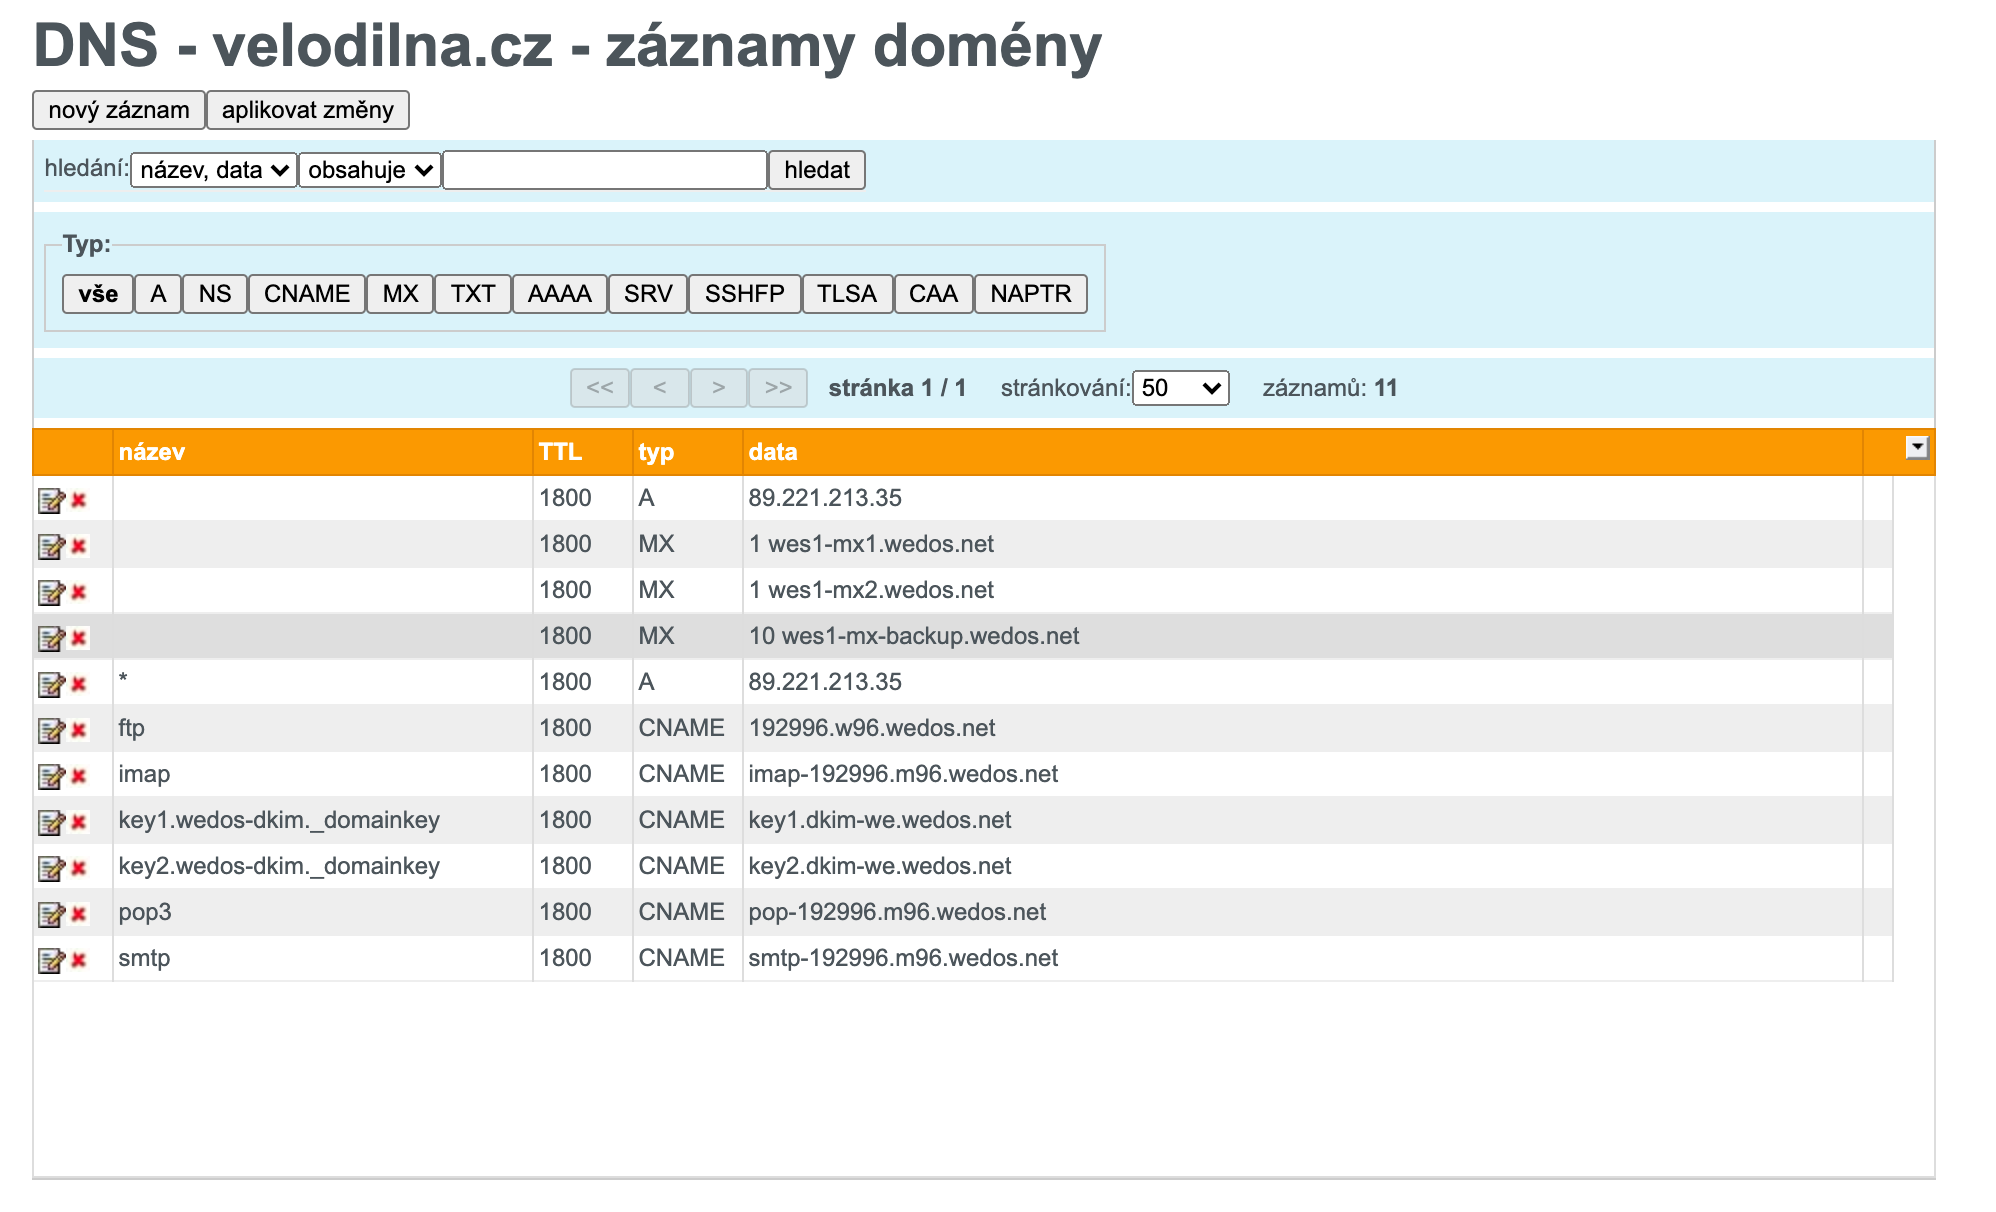 DNS - velodilna.cz - záznamy domény
nový záznam aplikovat změny
hledání: název, data obsahuje hledat
Typ:
vše A NS CNAME MX TXT AAAA SRV SSHFP TLSA CAA NAPTR
<< < > >> stránka 1 / 1 stránkování: 50 záznamů: 11
název TTL typ data
1800 A 89.221.213.35
1800 MX 1 wes1-mx1.wedos.net
1800 MX 1 wes1-mx2.wedos.net
1800 MX 10 wes1-mx-backup.wedos.net
* 1800 A 89.221.213.35
ftp 1800 CNAME 192996.w96.wedos.net
imap 1800 CNAME imap-192996.m96.wedos.net
key1.wedos-dkim._domainkey 1800 CNAME key1.dkim-we.wedos.net
key2.wedos-dkim._domainkey 1800 CNAME key2.dkim-we.wedos.net
pop3 1800 CNAME pop-192996.m96.wedos.net
smtp 1800 CNAME smtp-192996.m96.wedos.net